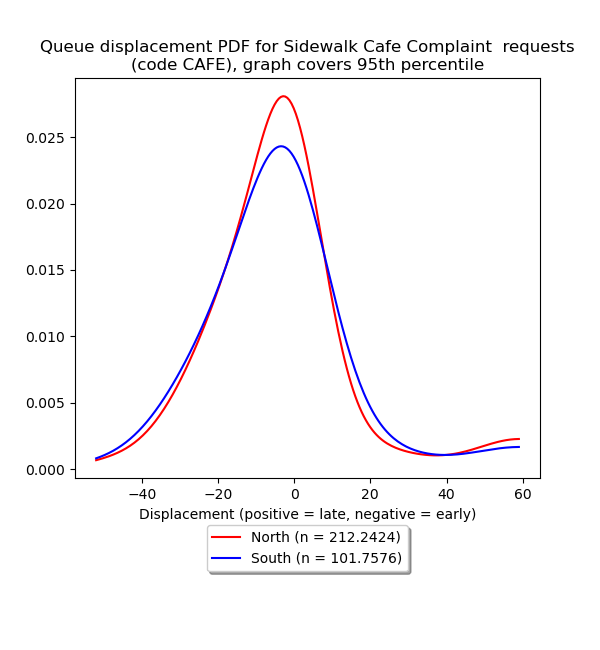 Queue displacement PDF for Sidewalk Cafe Complaint  requests
(code CAFE), graph covers 95th percentile
0.025
0.020
0.015
0.010
0.005
0.000
−40
−20
0
20
40
60
Displacement (positive = late, negative = early)
North (n = 212.2424)
South (n = 101.7576)